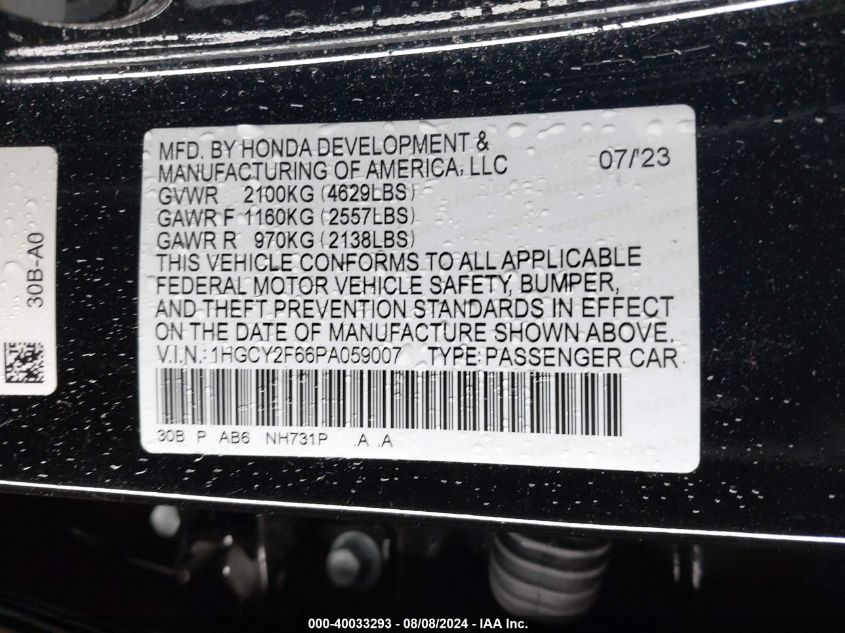 MFD. BY HONDA DEVELOPMENT &
MANUFACTURING OF AMERICA, LLC 07/'23
GVWR 2100KG (4629LBS)
GAWR F 1160KG (2557LBS)
GAWR R 970KG (2138LBS)
THIS VEHICLE CONFORMS TO ALL APPLICABLE
FEDERAL MOTOR VEHICLE SAFETY, BUMPER,
AND THEFT PREVENTION STANDARDS IN EFFECT
ON THE DATE OF MANUFACTURE SHOWN ABOVE.
V.I.N.: 1HGCY2F66PA059007 TYPE: PASSENGER CAR
30B P AB6 NH731P .A .A
30B-A0
000-40033293 - 08/08/2024 - IAA Inc.